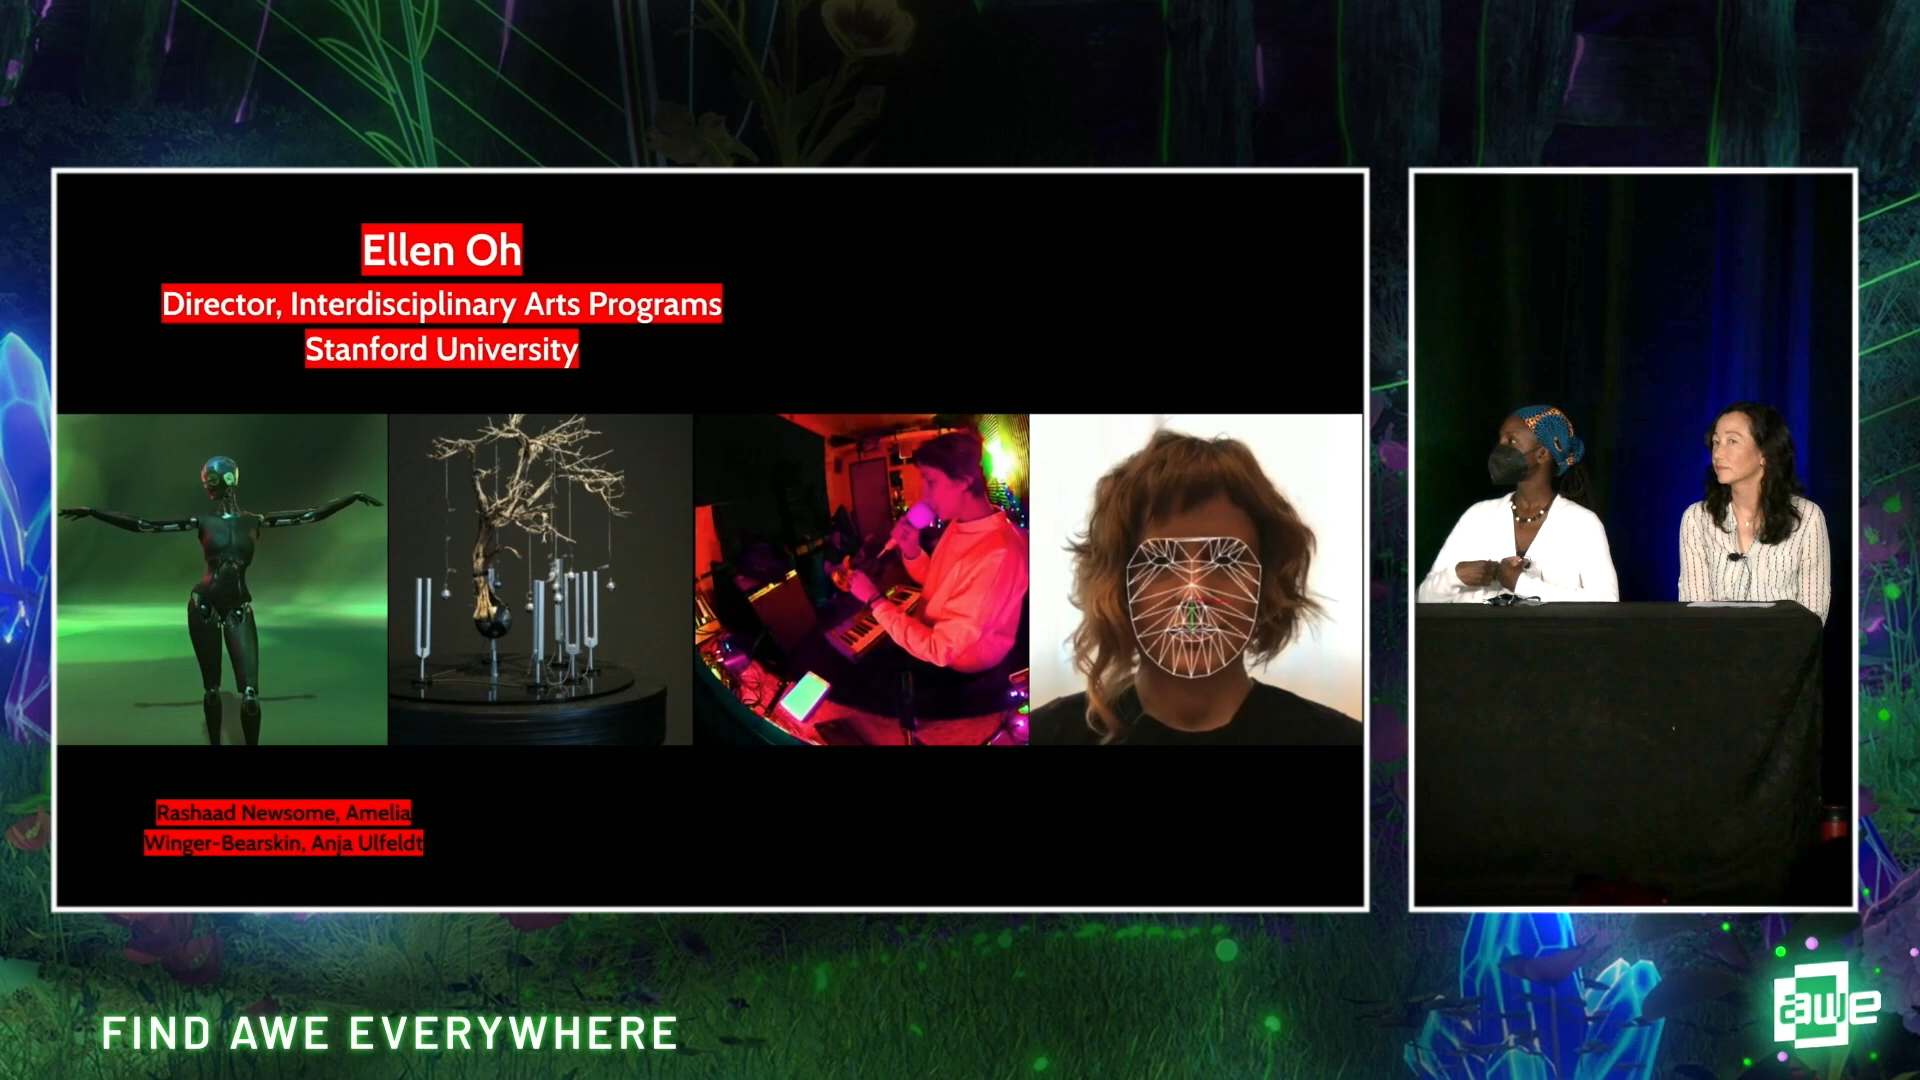 Ellen Oh
Director, Interdisciplinary Arts Programs
Stanford University
Rashaad Newsome, Amelia
Winger-Bearskin, Anja Ulfeldt
FIND AWE EVERYWHERE
awe